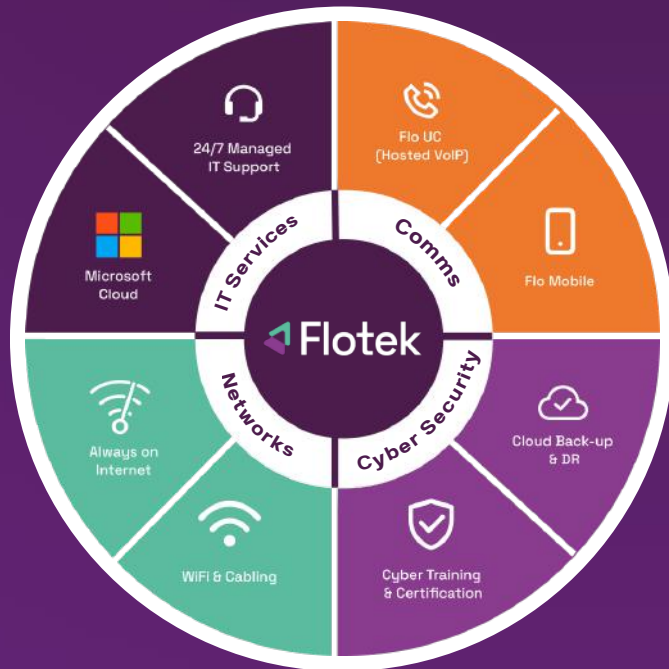 24/7 Managed
IT Support
Flo UC
(Hosted VoIP)
Microsoft
Cloud
Flo Mobile
IT Services
Comms
Flotek
Networks
Cyber Security
Always on
Internet
Cloud Back-up
& DR
WiFi & Cabling
Cyber Training
& Certification